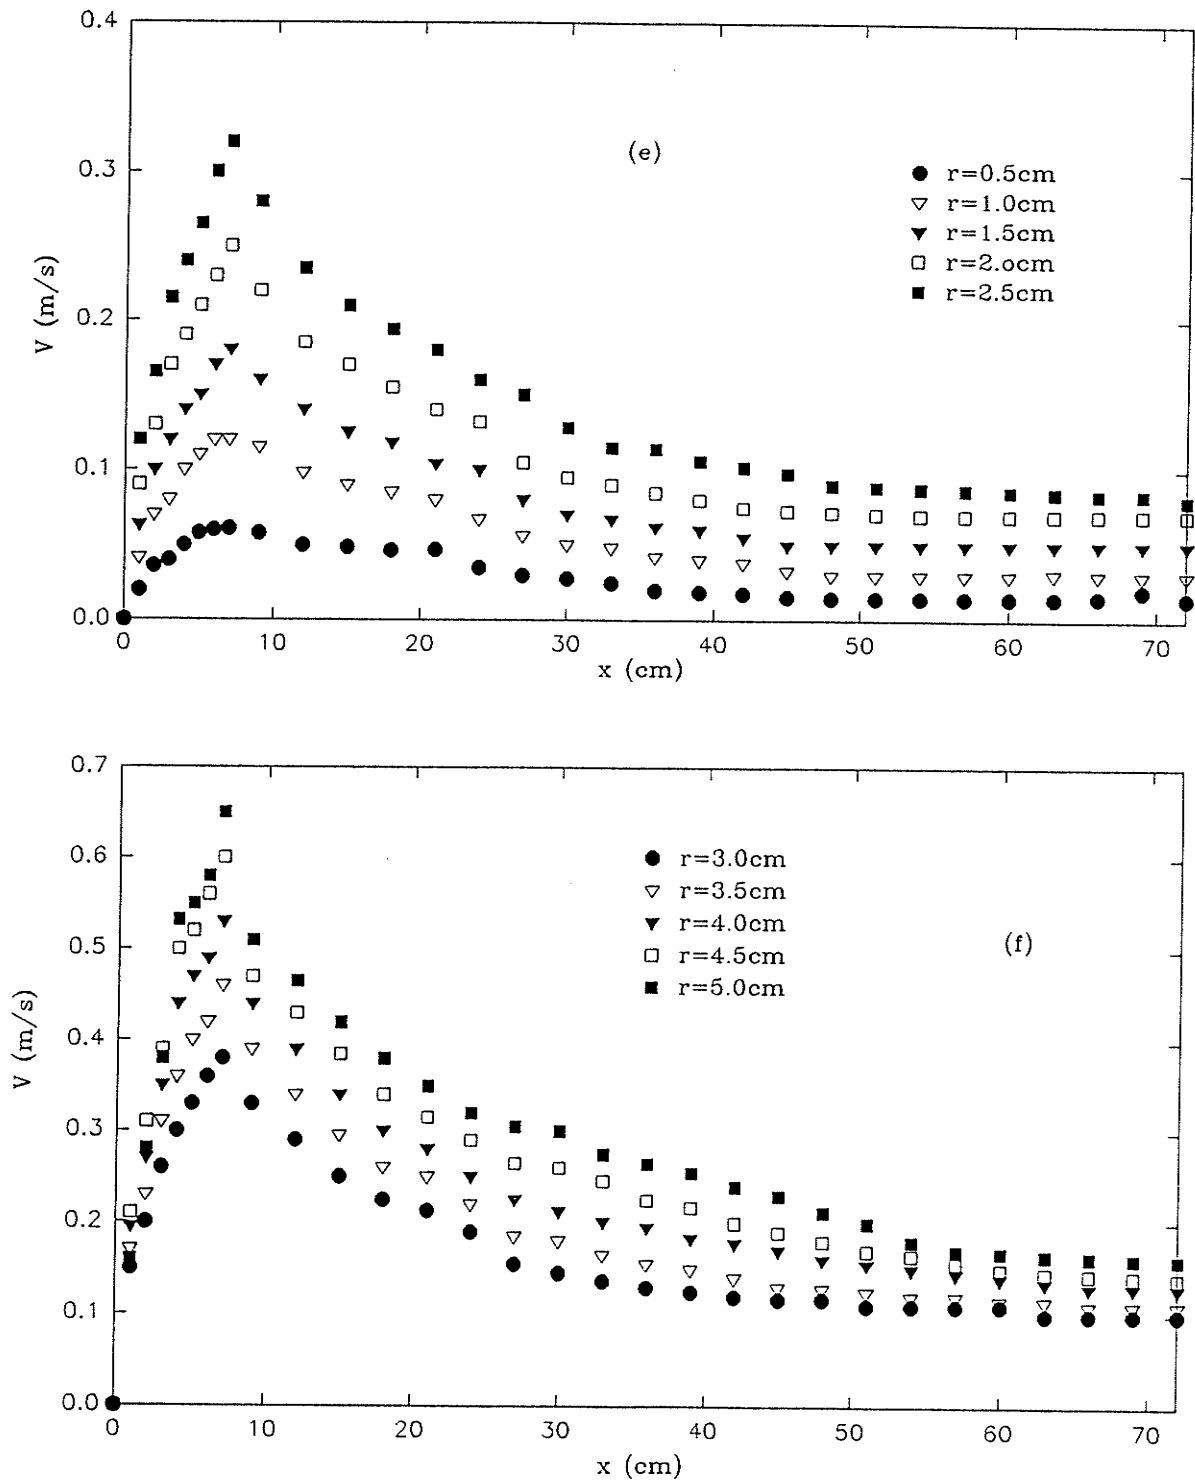 0.4
(e)
0.3
r=0.5cm
r=1.0cm
r=1.5cm
r=2.ocm
r=2.5cm
V (m/s)
0.2
0.1
0.0
0 10 20 30 40 50 60 70
x (cm)
0.7
0.6
r=3.0cm
r=3.5cm
r=4.0cm
r=4.5cm
r=5.0cm
(f)
0.5
V (m/s)
0.4
0.3
0.2
0.1
0.0
0 10 20 30 40 50 60 70
x (cm)